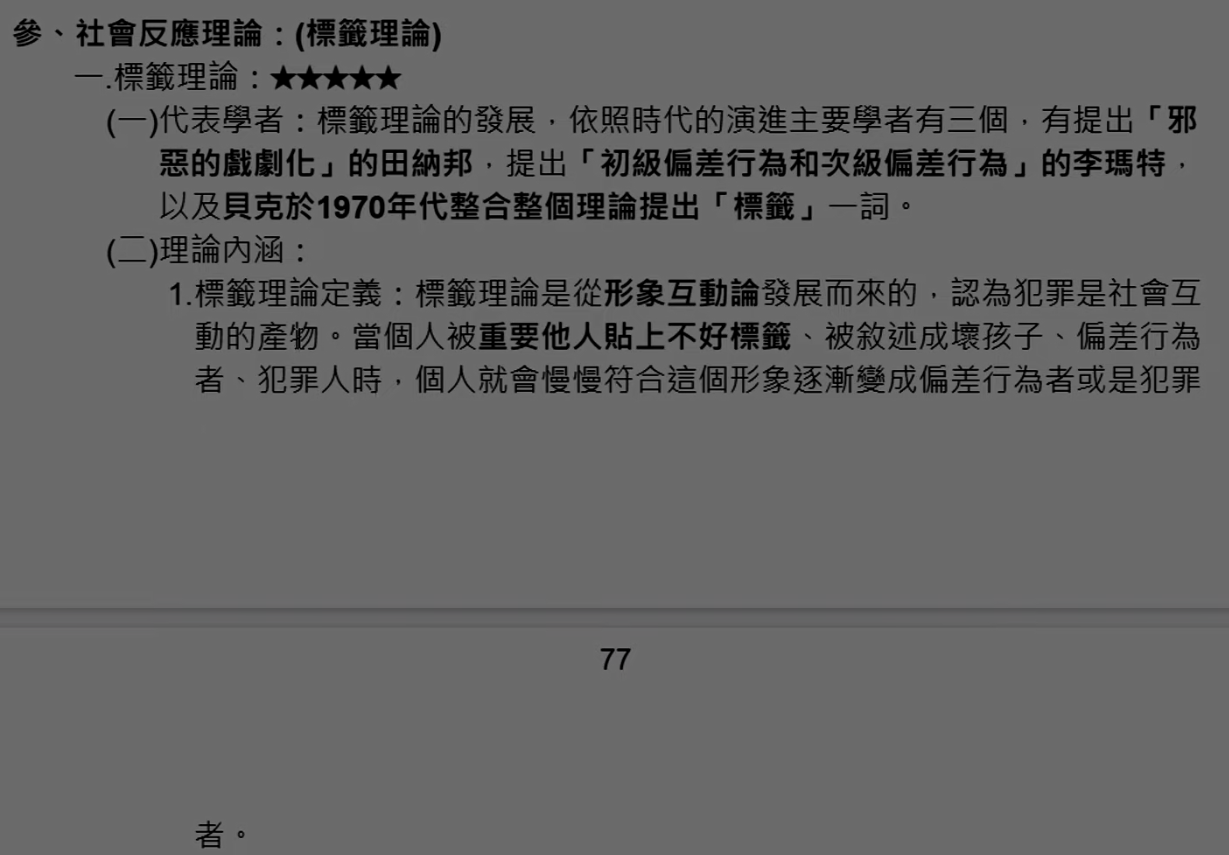 參、社會反應理論：(標籤理論)
一.標籤理論：★★★★★
(一)代表學者：標籤理論的發展，依照時代的演進主要學者有三個，有提出「邪
惡的戲劇化」的田納邦，提出「初級偏差行為和次級偏差行為」的李瑪特，
以及貝克於1970年代整合整個理論提出「標籤」一詞。
(二)理論內涵：
1.標籤理論定義：標籤理論是從形象互動論發展而來的，認為犯罪是社會互
動的產物。當個人被重要他人貼上不好標籤、被敘述成壞孩子、偏差行為
者、犯罪人時，個人就會慢慢符合這個形象逐漸變成偏差行為者或是犯罪
77
者。